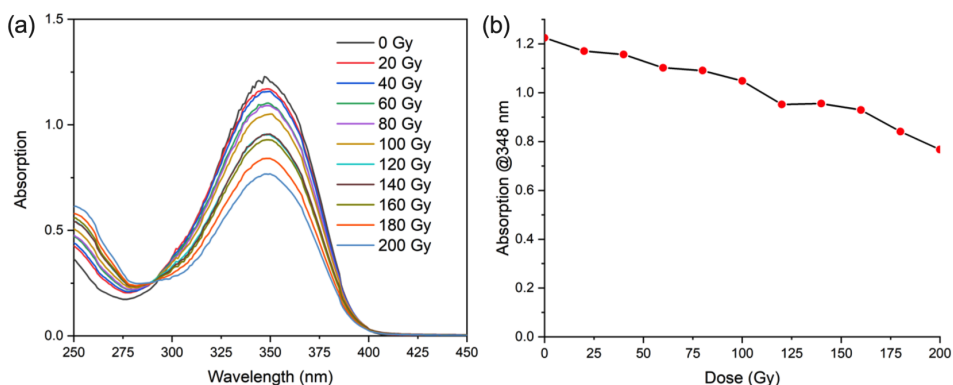 (a)
Absorption
1.5
1.0
0.5
0.0
250
275
300
325
350
375
400
425
450
Wavelength (nm)
0 Gy
20 Gy
40 Gy
60 Gy
80 Gy
100 Gy
120 Gy
140 Gy
160 Gy
180 Gy
200 Gy
(b)
Absorption @348 nm
1.2
1.0
0.8
0.6
0.4
0.2
0.0
0
25
50
75
100
125
150
175
200
Dose (Gy)